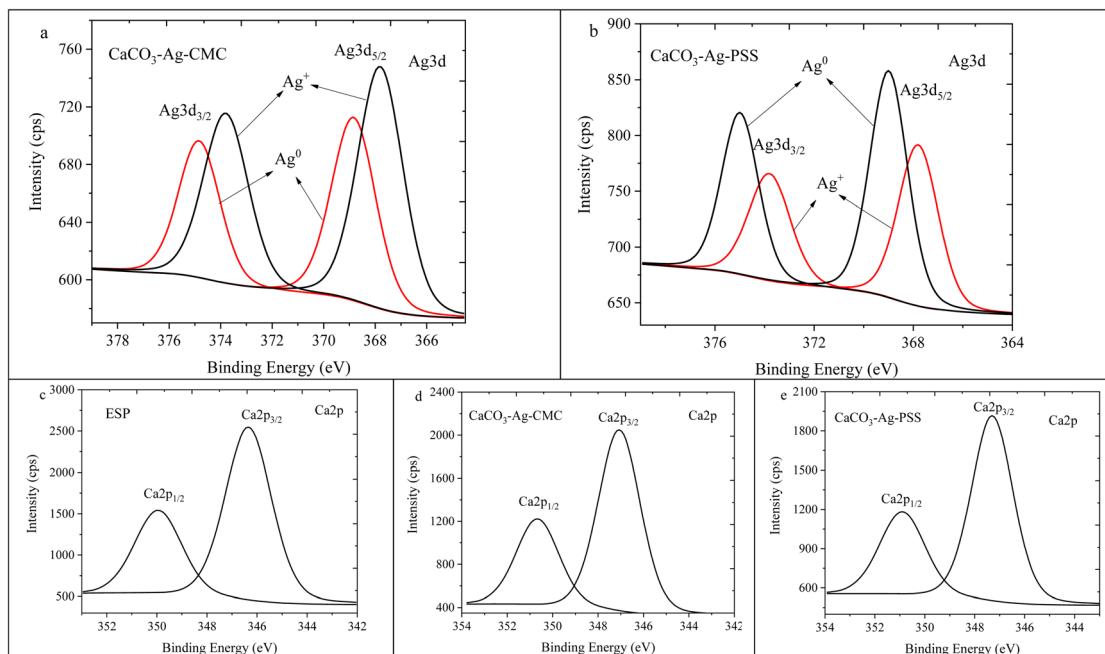 a
CaCO₃-Ag-CMC
Ag3d₅/₂
Ag3d
Ag⁺
Ag3d₃/₂
Ag⁰
Intensity (cps)
760
720
680
640
600
378
376
374
372
370
368
366
Binding Energy (eV)
b
CaCO₃-Ag-PSS
Ag⁰
Ag3d
Ag3d₅/₂
Ag3d₃/₂
Ag⁺
Intensity (cps)
900
850
800
750
700
650
376
372
368
364
Binding Energy (eV)
c
ESP
Ca2p₃/₂
Ca2p
Ca2p₁/₂
Intensity (cps)
3000
2500
2000
1500
1000
500
352
350
348
346
344
342
Binding Energy (eV)
d
CaCO₃-Ag-CMC
Ca2p₃/₂
Ca2p
Ca2p₁/₂
Intensity (cps)
2400
2000
1600
1200
800
400
354
352
350
348
346
344
342
Binding Energy (eV)
e
CaCO₃-Ag-PSS
Ca2p₃/₂
Ca2p
Ca2p₁/₂
Intensity (cps)
2100
1800
1500
1200
900
600
354
352
350
348
346
344
Binding Energy (eV)